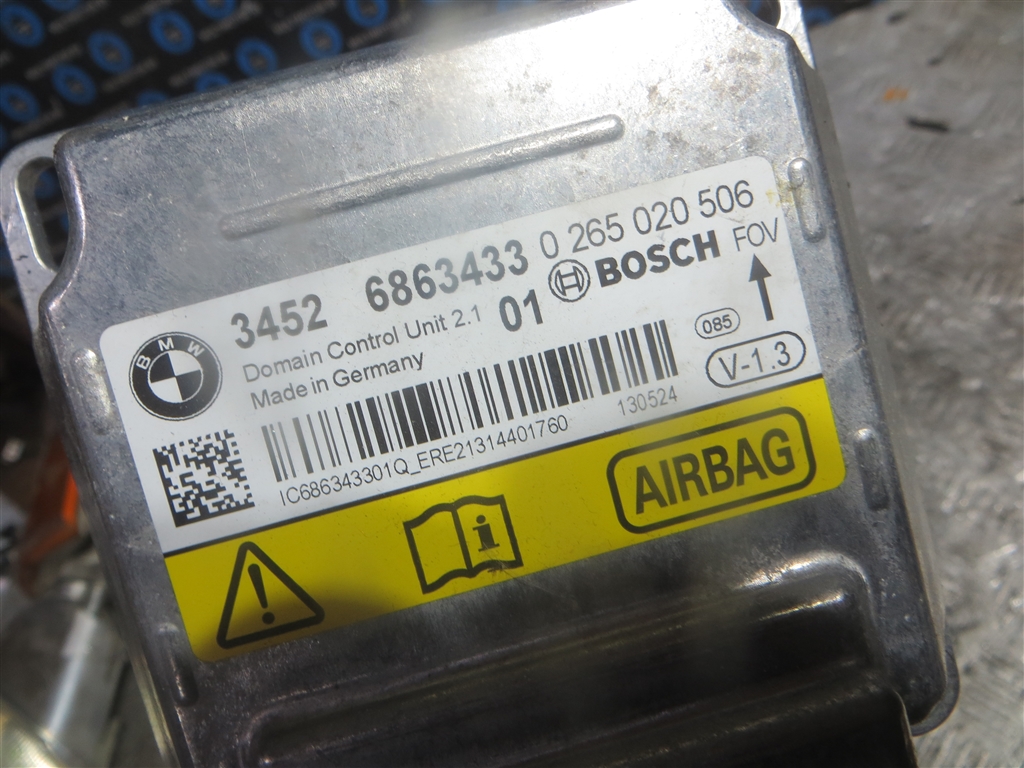 BMW
3452 6863433 0 265 020 506
Domain Control Unit 2.1 01 BOSCH FOV
Made in Germany
085
V-1.3
130524
IC686343301Q_ERE21314401760
AIRBAG